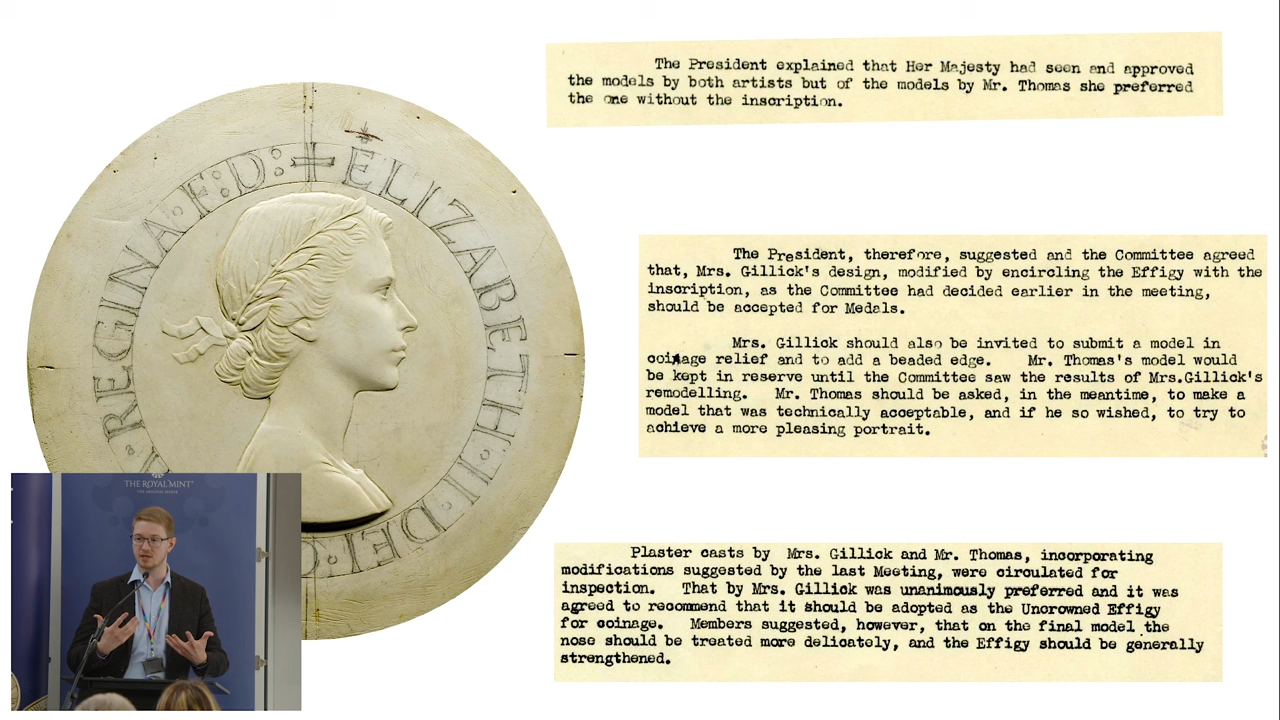 The President explained that Her Majesty had seen and approved
the models by both artists but of the models by Mr. Thomas she preferred
the one without the inscription.
The President, therefore, suggested and the Committee agreed
that, Mrs. Gillick's design, modified by encircling the Effigy with the
inscription, as the Committee had decided earlier in the meeting,
should be accepted for Medals.
Mrs. Gillick should also be invited to submit a model in
coinage relief and to add a beaded edge. Mr. Thomas's model would
be kept in reserve until the Committee saw the results of Mrs.Gillick's
remodelling. Mr. Thomas should be asked, in the meantime, to make a
model that was technically acceptable, and if he so wished, to try to
achieve a more pleasing portrait.
Plaster casts by Mrs. Gillick and Mr. Thomas, incorporating
modifications suggested by the last Meeting, were circulated for
inspection. That by Mrs. Gillick was unanimously preferred and it was
agreed to recommend that it should be adopted as the Uncrowned Effigy
for coinage. Members suggested, however, that on the final model the
nose should be treated more delicately, and the Effigy should be generally
strengthened.
ELIZABETH·II·DEI·
REGINA·F:D:
THE ROYAL MINT